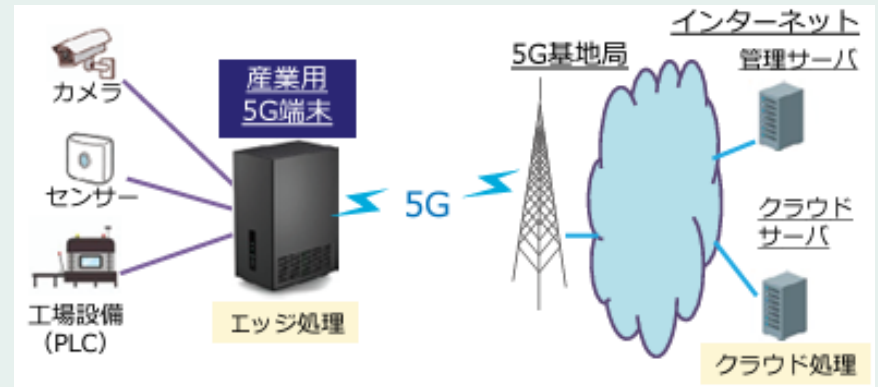 カメラ
センサー
工場設備
(PLC)
産業用
5G端末
エッジ処理
5G
5G基地局
インターネット
管理サーバ
クラウド
サーバ
クラウド処理